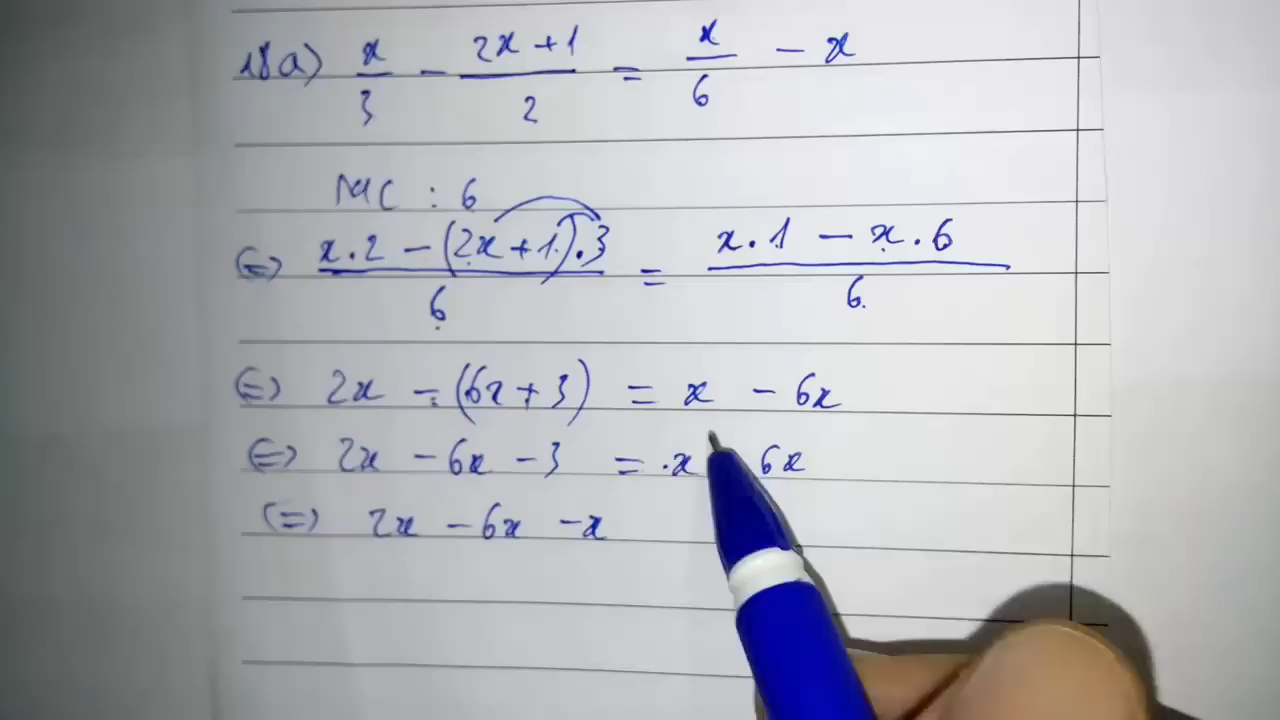 18a) x/3 - (2x + 1)/2 = x/6 - x
MC : 6
(=) (x.2 - (2x + 1).3)/6 = (x.1 - x.6)/6
(=) 2x - (6x + 3) = x - 6x
(=) 2x - 6x - 3 = x 6x
(=) 2x - 6x - x